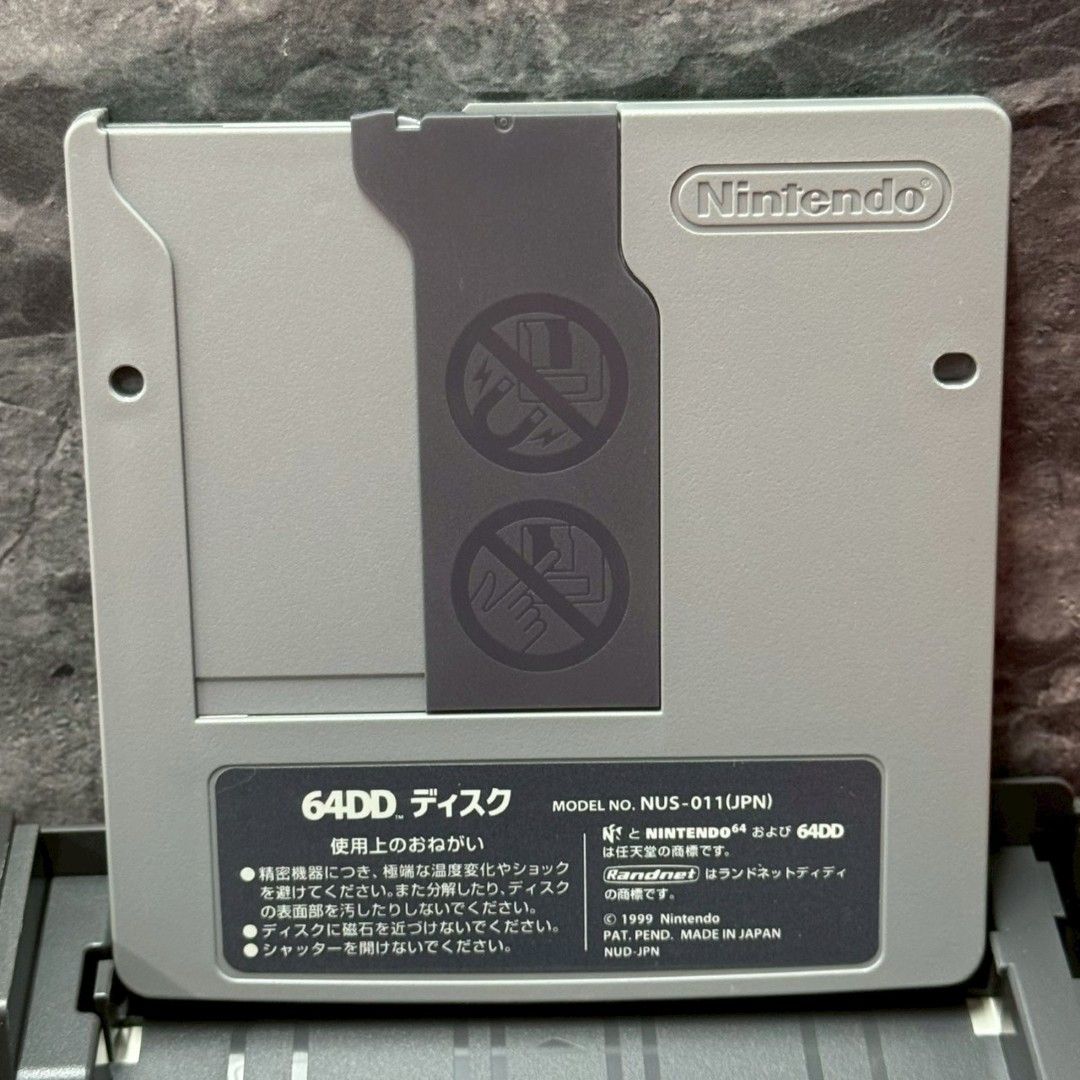 Nintendo®
64DD™ ディスク
MODEL NO. NUS-011(JPN)
使用上のおねがい
●精密機器につき、極端な温度変化やショック
を避けてください。また分解したり、ディスク
の表面部を汚したりしないでください。
●ディスクに磁石を近づけないでください。
●シャッターを開けないでください。
と NINTENDO64 および 64DD
は任天堂の商標です。
Randnet はランドネットディディ
の商標です。
© 1999 Nintendo
PAT. PEND. MADE IN JAPAN
NUD-JPN